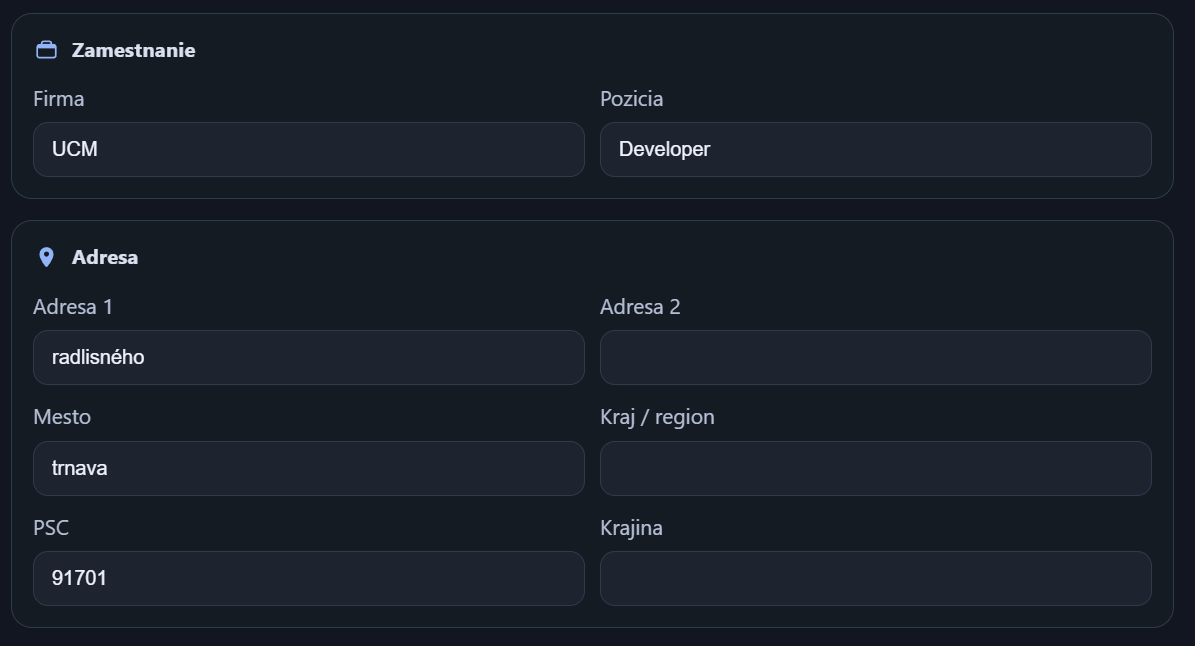 Zamestnanie
Firma
Pozicia
UCM
Developer
Adresa
Adresa 1
Adresa 2
radlisného
Mesto
Kraj / region
trnava
PSC
Krajina
91701